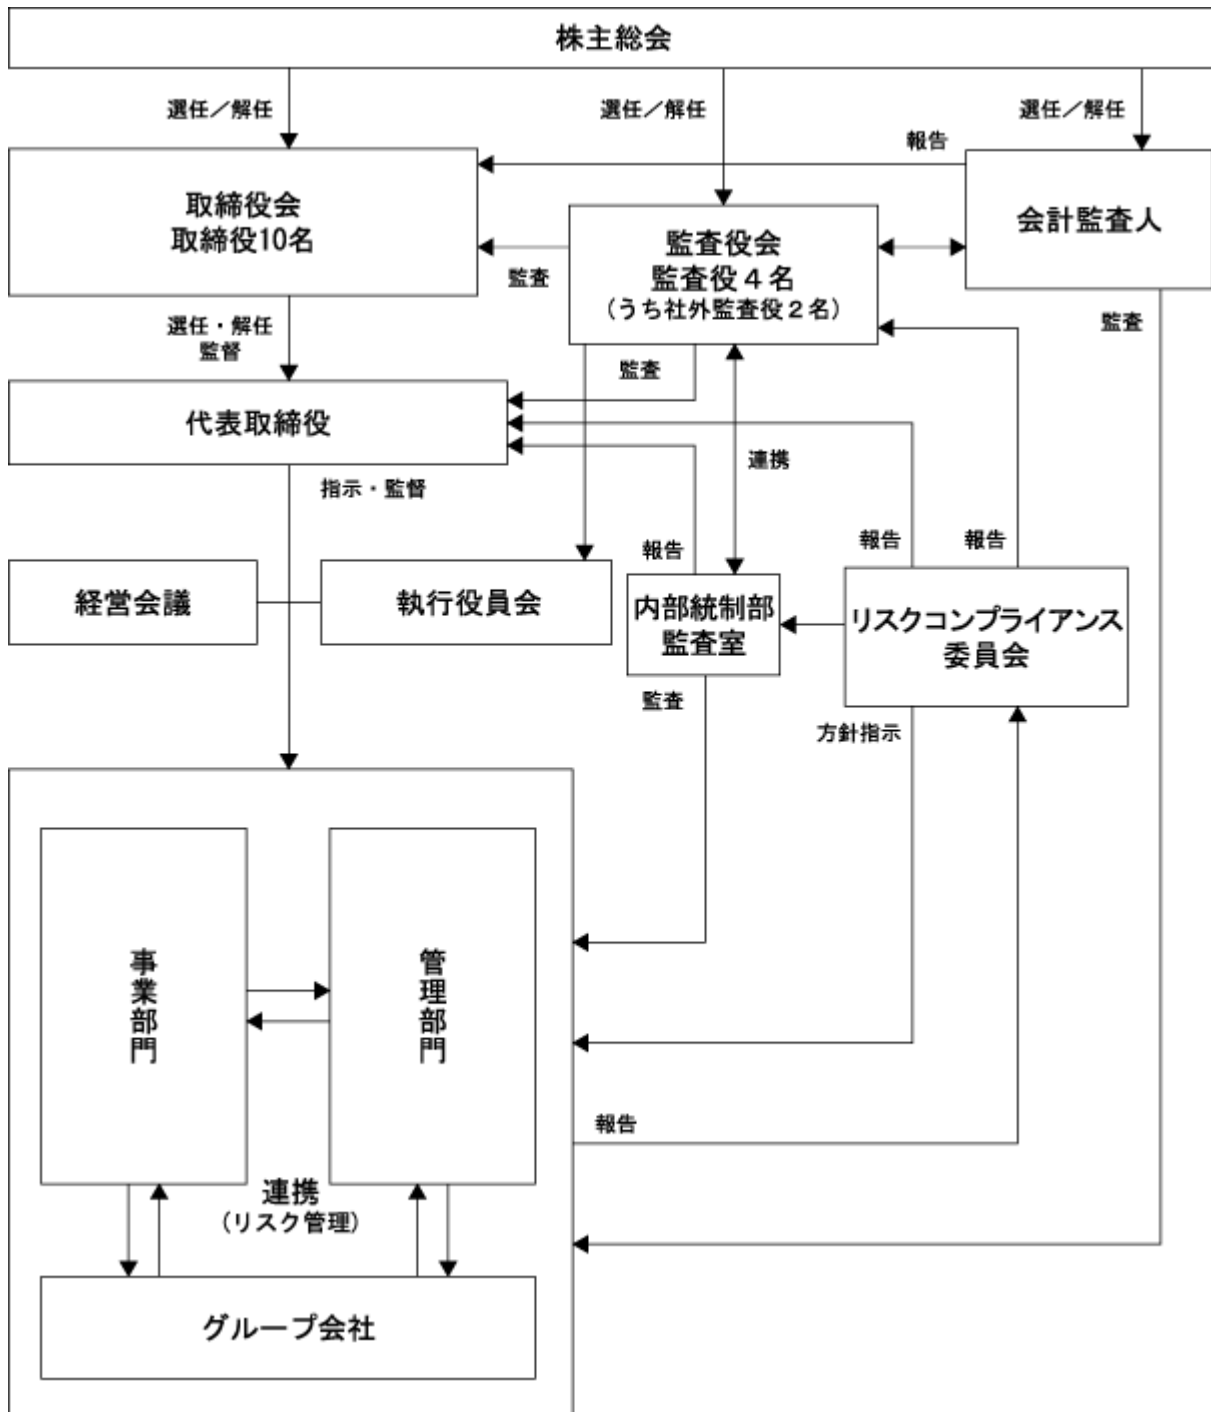 株主総会
選任／解任
選任／解任
選任／解任
報告
取締役会
取締役10名
監査役会
監査役４名
（うち社外監査役２名）
会計監査人
監査
監査
選任・解任
監督
監査
代表取締役
連携
指示・監督
報告
報告
報告
経営会議
執行役員会
内部統制部
監査室
リスクコンプライアンス
委員会
監査
方針指示
事業部門
管理部門
報告
連携
（リスク管理）
グループ会社